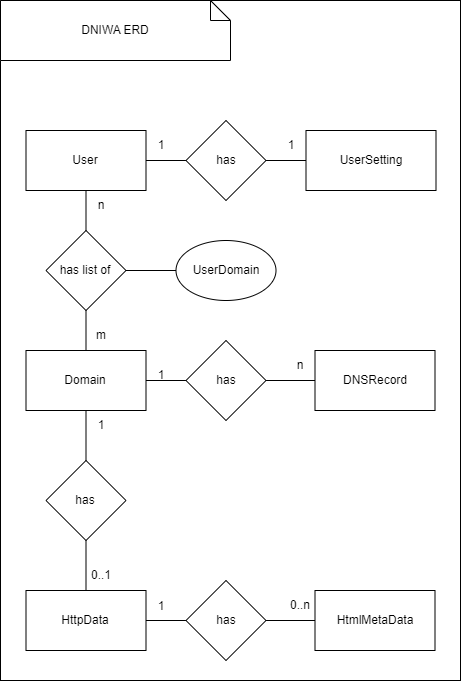 DNIWA ERD
User
1
has
1
UserSetting
n
has list of
UserDomain
m
Domain
1
has
n
DNSRecord
1
has
0..1
HttpData
1
has
0..n
HtmlMetaData